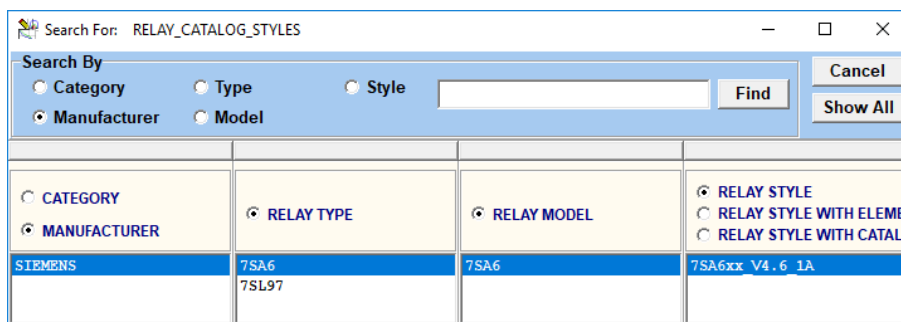 Search For: RELAY_CATALOG_STYLES
Search By
Category Type Style Find Cancel
Manufacturer Model Show All
CATEGORY
MANUFACTURER
RELAY TYPE
RELAY MODEL
RELAY STYLE
RELAY STYLE WITH ELEME
RELAY STYLE WITH CATAL
SIEMENS 7SA6 7SA6 7SA6xx_V4.6_1A
7SL97